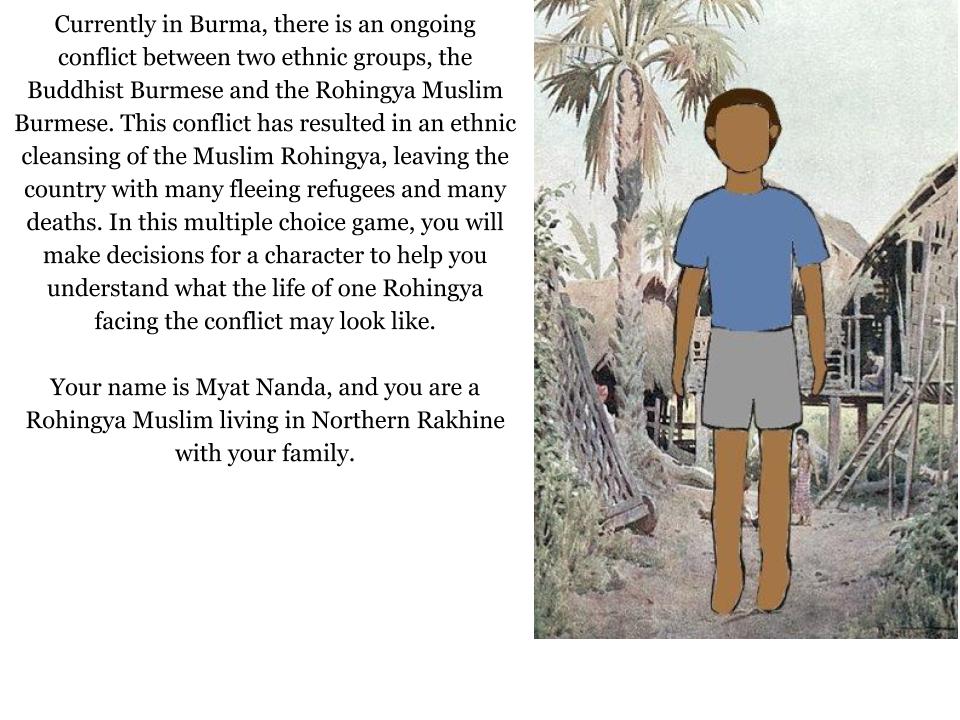 Currently in Burma, there is an ongoing
conflict between two ethnic groups, the
Buddhist Burmese and the Rohingya Muslim
Burmese. This conflict has resulted in an ethnic
cleansing of the Muslim Rohingya, leaving the
country with many fleeing refugees and many
deaths. In this multiple choice game, you will
make decisions for a character to help you
understand what the life of one Rohingya
facing the conflict may look like.
Your name is Myat Nanda, and you are a
Rohingya Muslim living in Northern Rakhine
with your family.